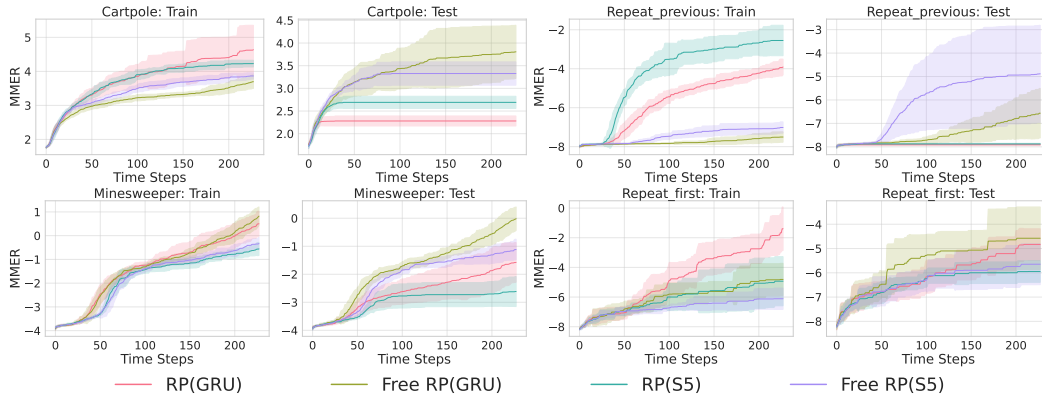 Cartpole: Train
Cartpole: Test
Repeat_previous: Train
Repeat_previous: Test
MMER
5
4
3
2
0 50 100 150 200
Time Steps
4.5
4.0
3.5
3.0
2.5
2.0
0 50 100 150 200
Time Steps
MMER
−2
−4
−6
−8
0 50 100 150 200
Time Steps
−3
−4
−5
−6
−7
−8
0 50 100 150 200
Time Steps
Minesweeper: Train
Minesweeper: Test
Repeat_first: Train
Repeat_first: Test
MMER
1
0
−1
−2
−3
−4
0 50 100 150 200
Time Steps
0
−1
−2
−3
−4
0 50 100 150 200
Time Steps
MMER
0
−2
−4
−6
−8
0 50 100 150 200
Time Steps
−4
−5
−6
−7
−8
0 50 100 150 200
Time Steps
RP(GRU) Free RP(GRU) RP(S5) Free RP(S5)